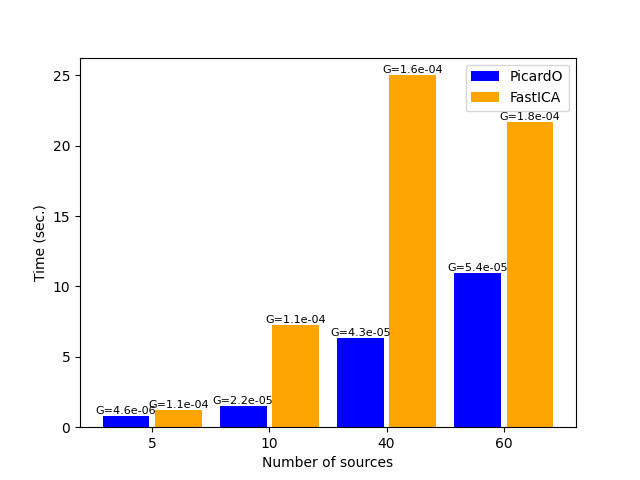 PicardO
FastICA
G=4.6e-06
G=1.1e-04
G=2.2e-05
G=1.1e-04
G=4.3e-05
G=1.6e-04
G=5.4e-05
G=1.8e-04
Time (sec.)
25
20
15
10
5
0
5 10 40 60
Number of sources